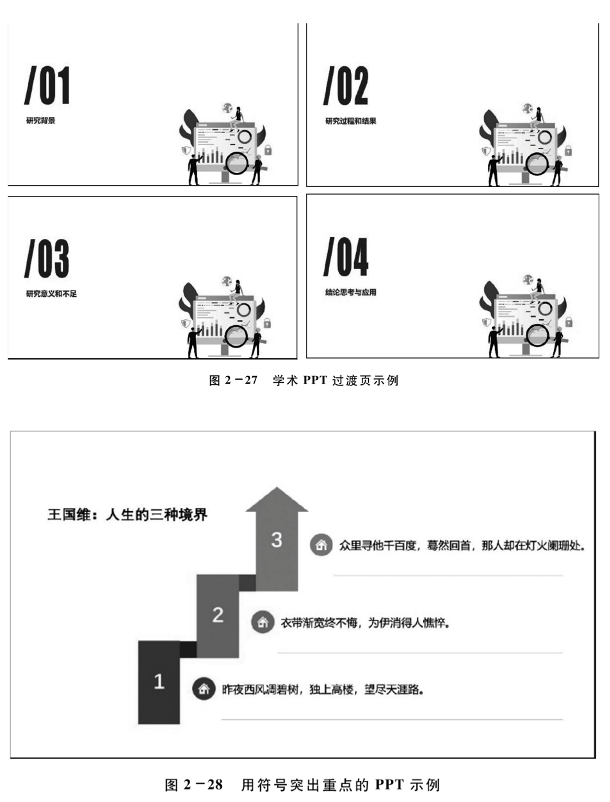 /01
研究背景
/02
研究过程和结果
/03
研究意义和不足
/04
结论思考与应用
图 2－27 学术 PPT 过渡页示例
王国维：人生的三种境界
3
众里寻他千百度，蓦然回首，那人却在灯火阑珊处。
2
衣带渐宽终不悔，为伊消得人憔悴。
1
昨夜西风凋碧树，独上高楼，望尽天涯路。
图 2－28 用符号突出重点的 PPT 示例